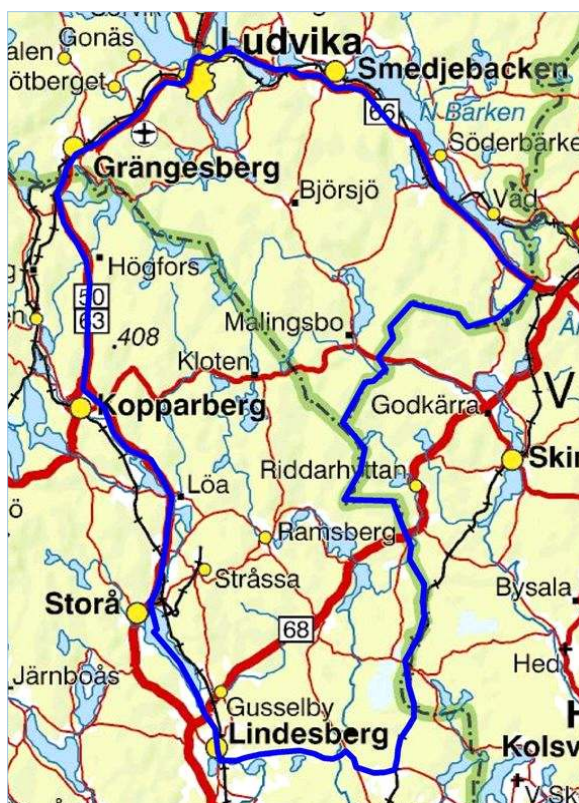 Gonäs
Ludvika
Smedjebacken
66
N Barken
Söderbärke
Grängesberg
Björsjö
Vad
Högfors
50
63
408
Malingsbo
Kloten
Kopparberg
Godkärra
V
Riddarhyttan
Löa
Ramsberg
Stråssa
Storå
68
Bysala
Järnboås
Hed
Gusselby
Lindesberg